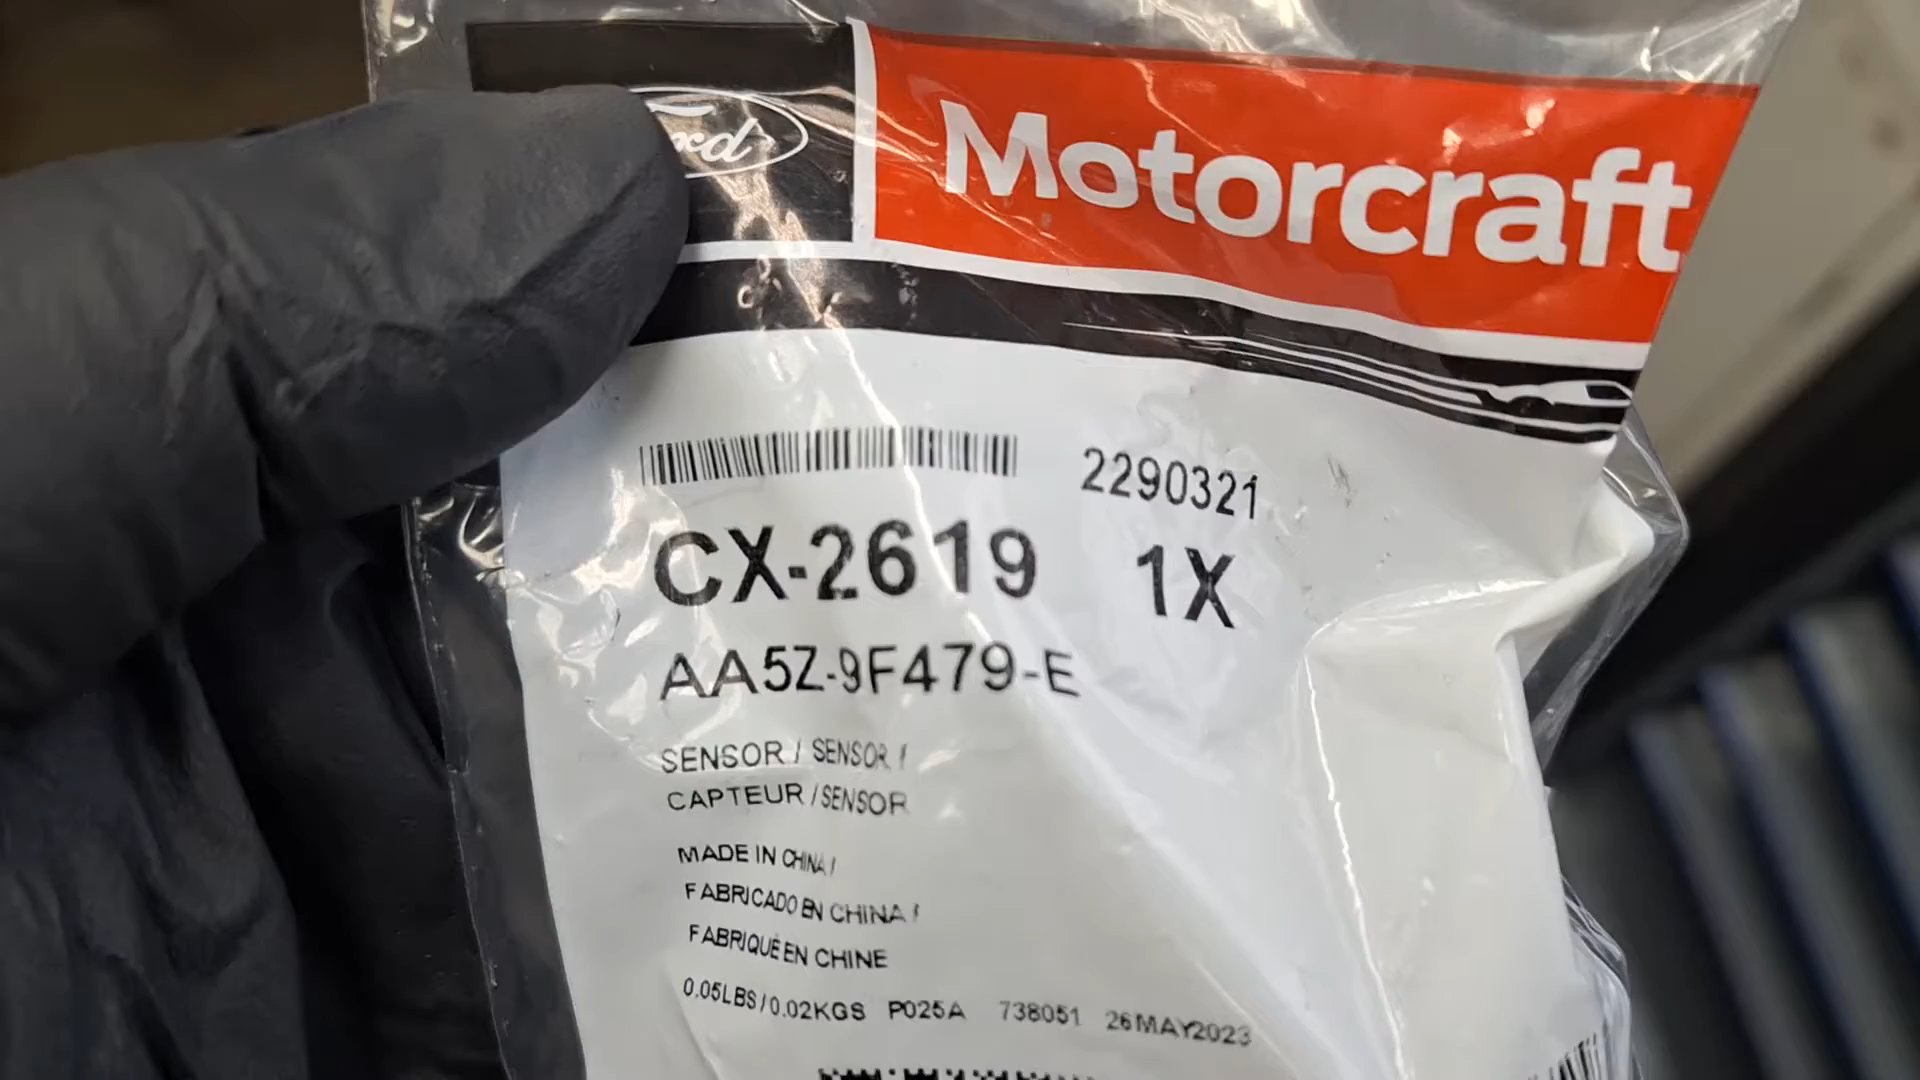 Motorcraft
2290321
CX-2619 1X
AA5Z-9F479-E
SENSOR / SENSOR /
CAPTEUR / SENSOR
MADE IN CHINA /
FABRICADO EN CHINA /
FABRIQUÉ EN CHINE
0.05LBS / 0.02KGS P025A 738051 26MAY2023